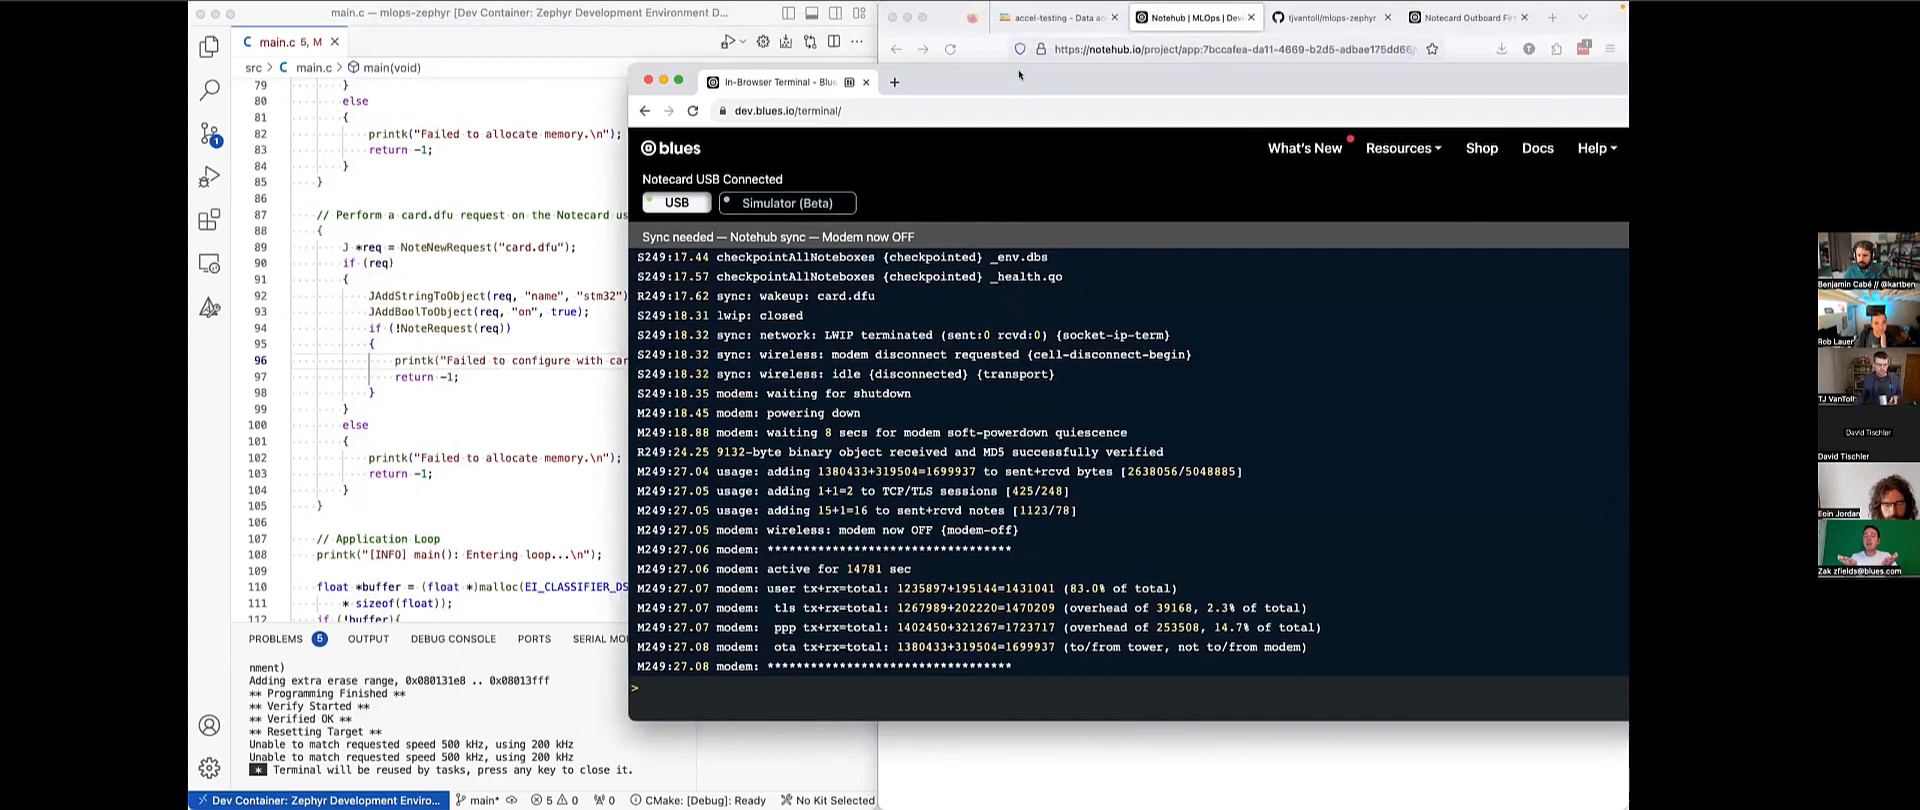 main.c — mlops-zephyr [Dev Container: Zephyr Development Environment D...
main.c 5, M
src > C main.c > main(void)
79 }
80 else
81 {
82 printk("Failed to allocate memory.\n");
83 return -1;
84 }
85 }
86
87 // Perform a card.dfu request on the Notecard us
88 {
89 J *req = NoteNewRequest("card.dfu");
90 if (req)
91 {
92 JAddStringToObject(req, "name", "stm32")
93 JAddBoolToObject(req, "on", true);
94 if (!NoteRequest(req))
95 {
96 printk("Failed to configure with car
97 return -1;
98 }
99 }
100 else
101 {
102 printk("Failed to allocate memory.\n");
103 return -1;
104 }
105 }
106
107 // Application Loop
108 printk("[INFO] main(): Entering loop...\n");
109
110 float *buffer = (float *)malloc(EI_CLASSIFIER_DS
111 * sizeof(float));
112 if (!buffer){
PROBLEMS 5 OUTPUT DEBUG CONSOLE PORTS SERIAL MO
nment)
Adding extra erase range, 0x080131e8 .. 0x08013fff
** Programming Finished **
** Verify Started **
** Verified OK **
** Resetting Target **
Unable to match requested speed 500 kHz, using 200 kHz
Unable to match requested speed 500 kHz, using 200 kHz
* Terminal will be reused by tasks, press any key to close it.
Dev Container: Zephyr Development Enviro... main* 5 0 0 CMake: [Debug]: Ready No Kit Selected
accel-testing - Data ac
Notehub | MLOps | Dev
tjvantoll/mlops-zephyr
Notecard Outboard Fir
https://notehub.io/project/app:7bccafea-da11-4669-b2d5-adbae175dd66/
In-Browser Terminal - Blue
dev.blues.io/terminal/
blues
What's New Resources Shop Docs Help
Notecard USB Connected
USB Simulator (Beta)
Sync needed — Notehub sync — Modem now OFF
S249:17.44 checkpointAllNoteboxes {checkpointed} _env.dbs
S249:17.57 checkpointAllNoteboxes {checkpointed} _health.qo
R249:17.62 sync: wakeup: card.dfu
S249:18.31 lwip: closed
S249:18.32 sync: network: LWIP terminated (sent:0 rcvd:0) {socket-ip-term}
S249:18.32 sync: wireless: modem disconnect requested {cell-disconnect-begin}
S249:18.32 sync: wireless: idle {disconnected} {transport}
S249:18.35 modem: waiting for shutdown
M249:18.45 modem: powering down
M249:18.88 modem: waiting 8 secs for modem soft-powerdown quiescence
R249:24.25 9132-byte binary object received and MD5 successfully verified
M249:27.04 usage: adding 1380433+319504=1699937 to sent+rcvd bytes [2638056/5048885]
M249:27.05 usage: adding 1+1=2 to TCP/TLS sessions [425/248]
M249:27.05 usage: adding 15+1=16 to sent+rcvd notes [1123/78]
M249:27.05 modem: wireless: modem now OFF {modem-off}
M249:27.06 modem: **********************************
M249:27.06 modem: active for 14781 sec
M249:27.07 modem: user tx+rx=total: 1235897+195144=1431041 (83.0% of total)
M249:27.07 modem: tls tx+rx=total: 1267989+202220=1470209 (overhead of 39168, 2.3% of total)
M249:27.07 modem: ppp tx+rx=total: 1402450+321267=1723717 (overhead of 253508, 14.7% of total)
M249:27.08 modem: ota tx+rx=total: 1380433+319504=1699937 (to/from tower, not to/from modem)
M249:27.08 modem: **********************************
>
Benjamin Cabé // @kartben
Rob Lauer
TJ VanToll
David Tischler
David Tischler
Eoin Jordan
Zak zfields@blues.com